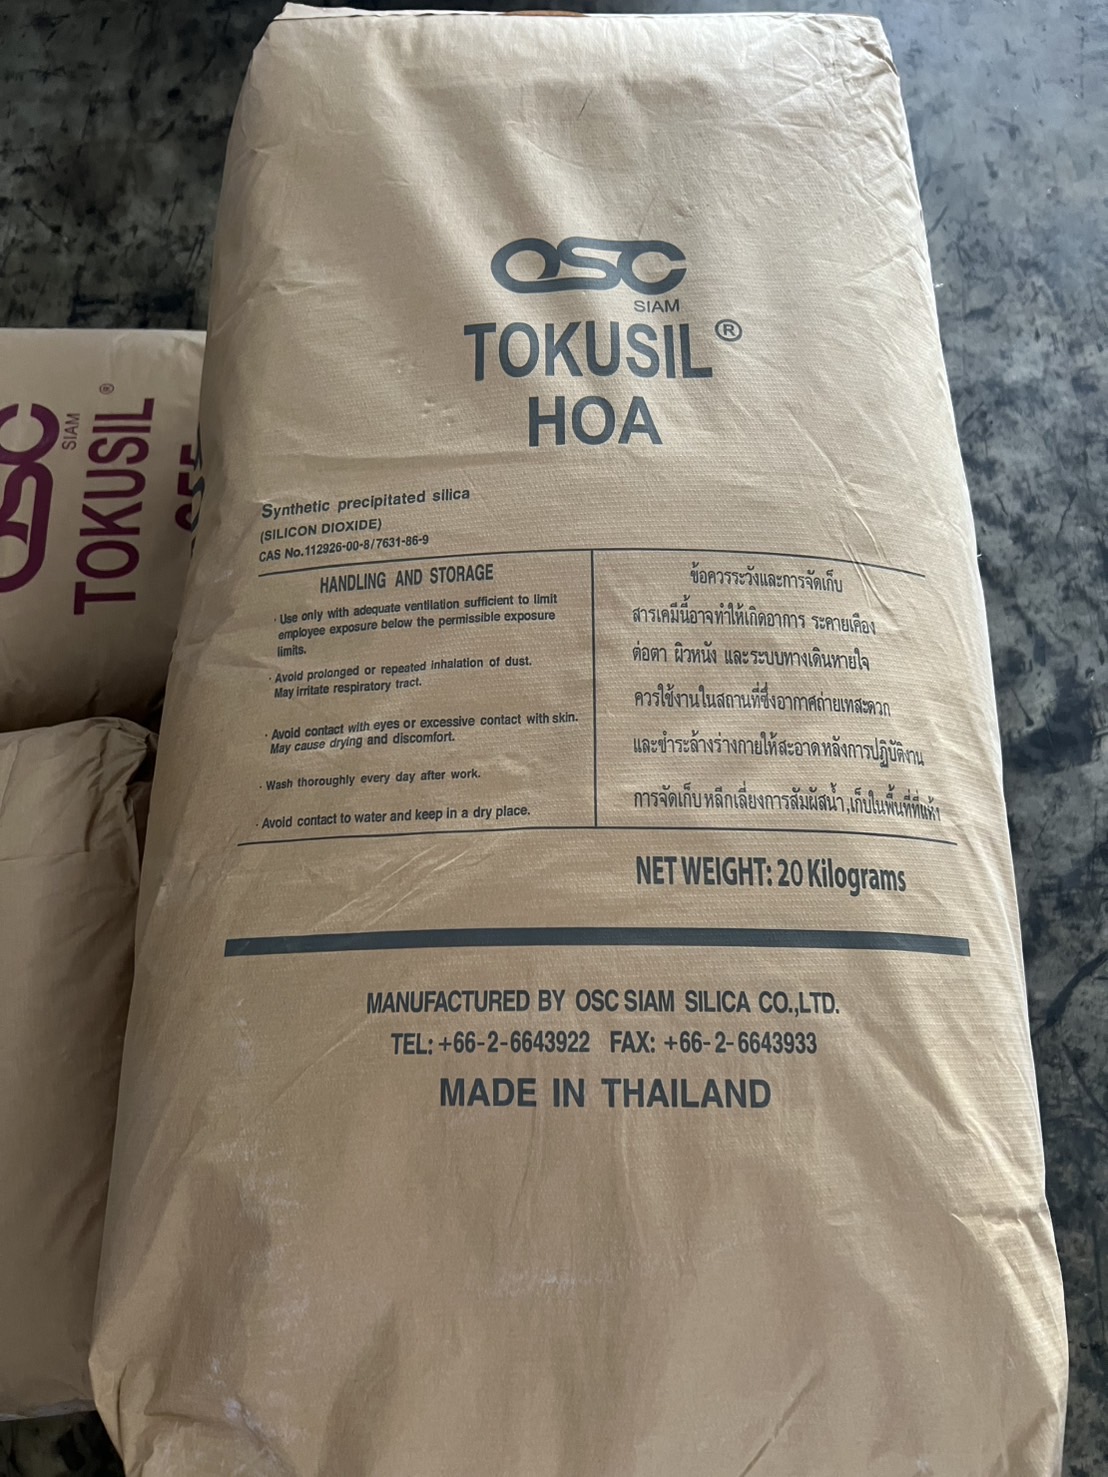 OSC
SIAM
TOKUSIL®
HOA
Synthetic precipitated silica
(SILICON DIOXIDE)
CAS No.112926-00-8/7631-86-9
HANDLING AND STORAGE
· Use only with adequate ventilation sufficient to limit
employee exposure below the permissible exposure
limits.
· Avoid prolonged or repeated inhalation of dust.
May irritate respiratory tract.
· Avoid contact with eyes or excessive contact with skin.
May cause drying and discomfort.
· Wash thoroughly every day after work.
· Avoid contact to water and keep in a dry place.
ข้อควรระวังและการจัดเก็บ
สารเคมีนี้อาจทำให้เกิดอาการ ระคายเคือง
ต่อตา ผิวหนัง และระบบทางเดินหายใจ
ควรใช้งานในสถานที่ซึ่งอากาศถ่ายเทสะดวก
และชำระล้างร่างกายให้สะอาดหลังการปฏิบัติงาน
การจัดเก็บหลีกเลี่ยงการสัมผัสน้ำ,เก็บในพื้นที่ที่แห้ง
NET WEIGHT: 20 Kilograms
MANUFACTURED BY OSC SIAM SILICA CO.,LTD.
TEL: +66-2-6643922 FAX: +66-2-6643933
MADE IN THAILAND
OSC
SIAM
TOKUSIL®